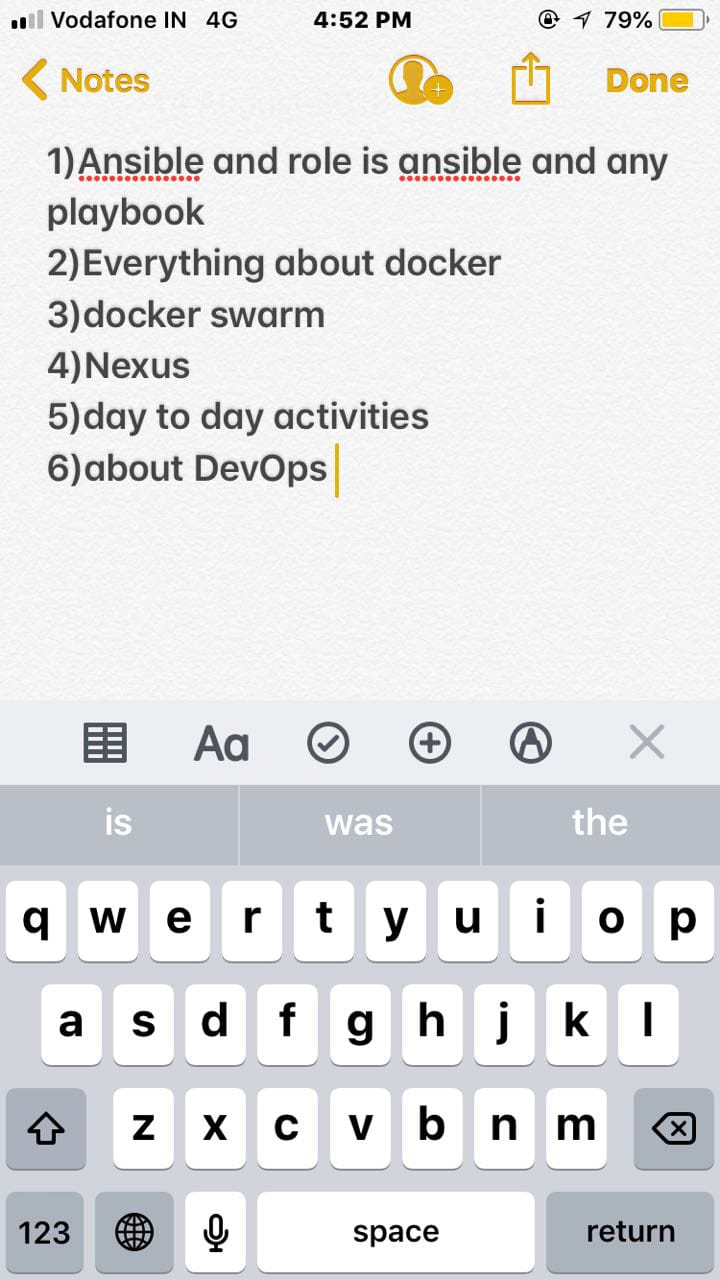 Vodafone IN 4G 4:52 PM 79%
Notes Done
1)Ansible and role is ansible and any
playbook
2)Everything about docker
3)docker swarm
4)Nexus
5)day to day activities
6)about DevOps
Aa
is was the
q w e r t y u i o p
a s d f g h j k l
z x c v b n m
123 space return